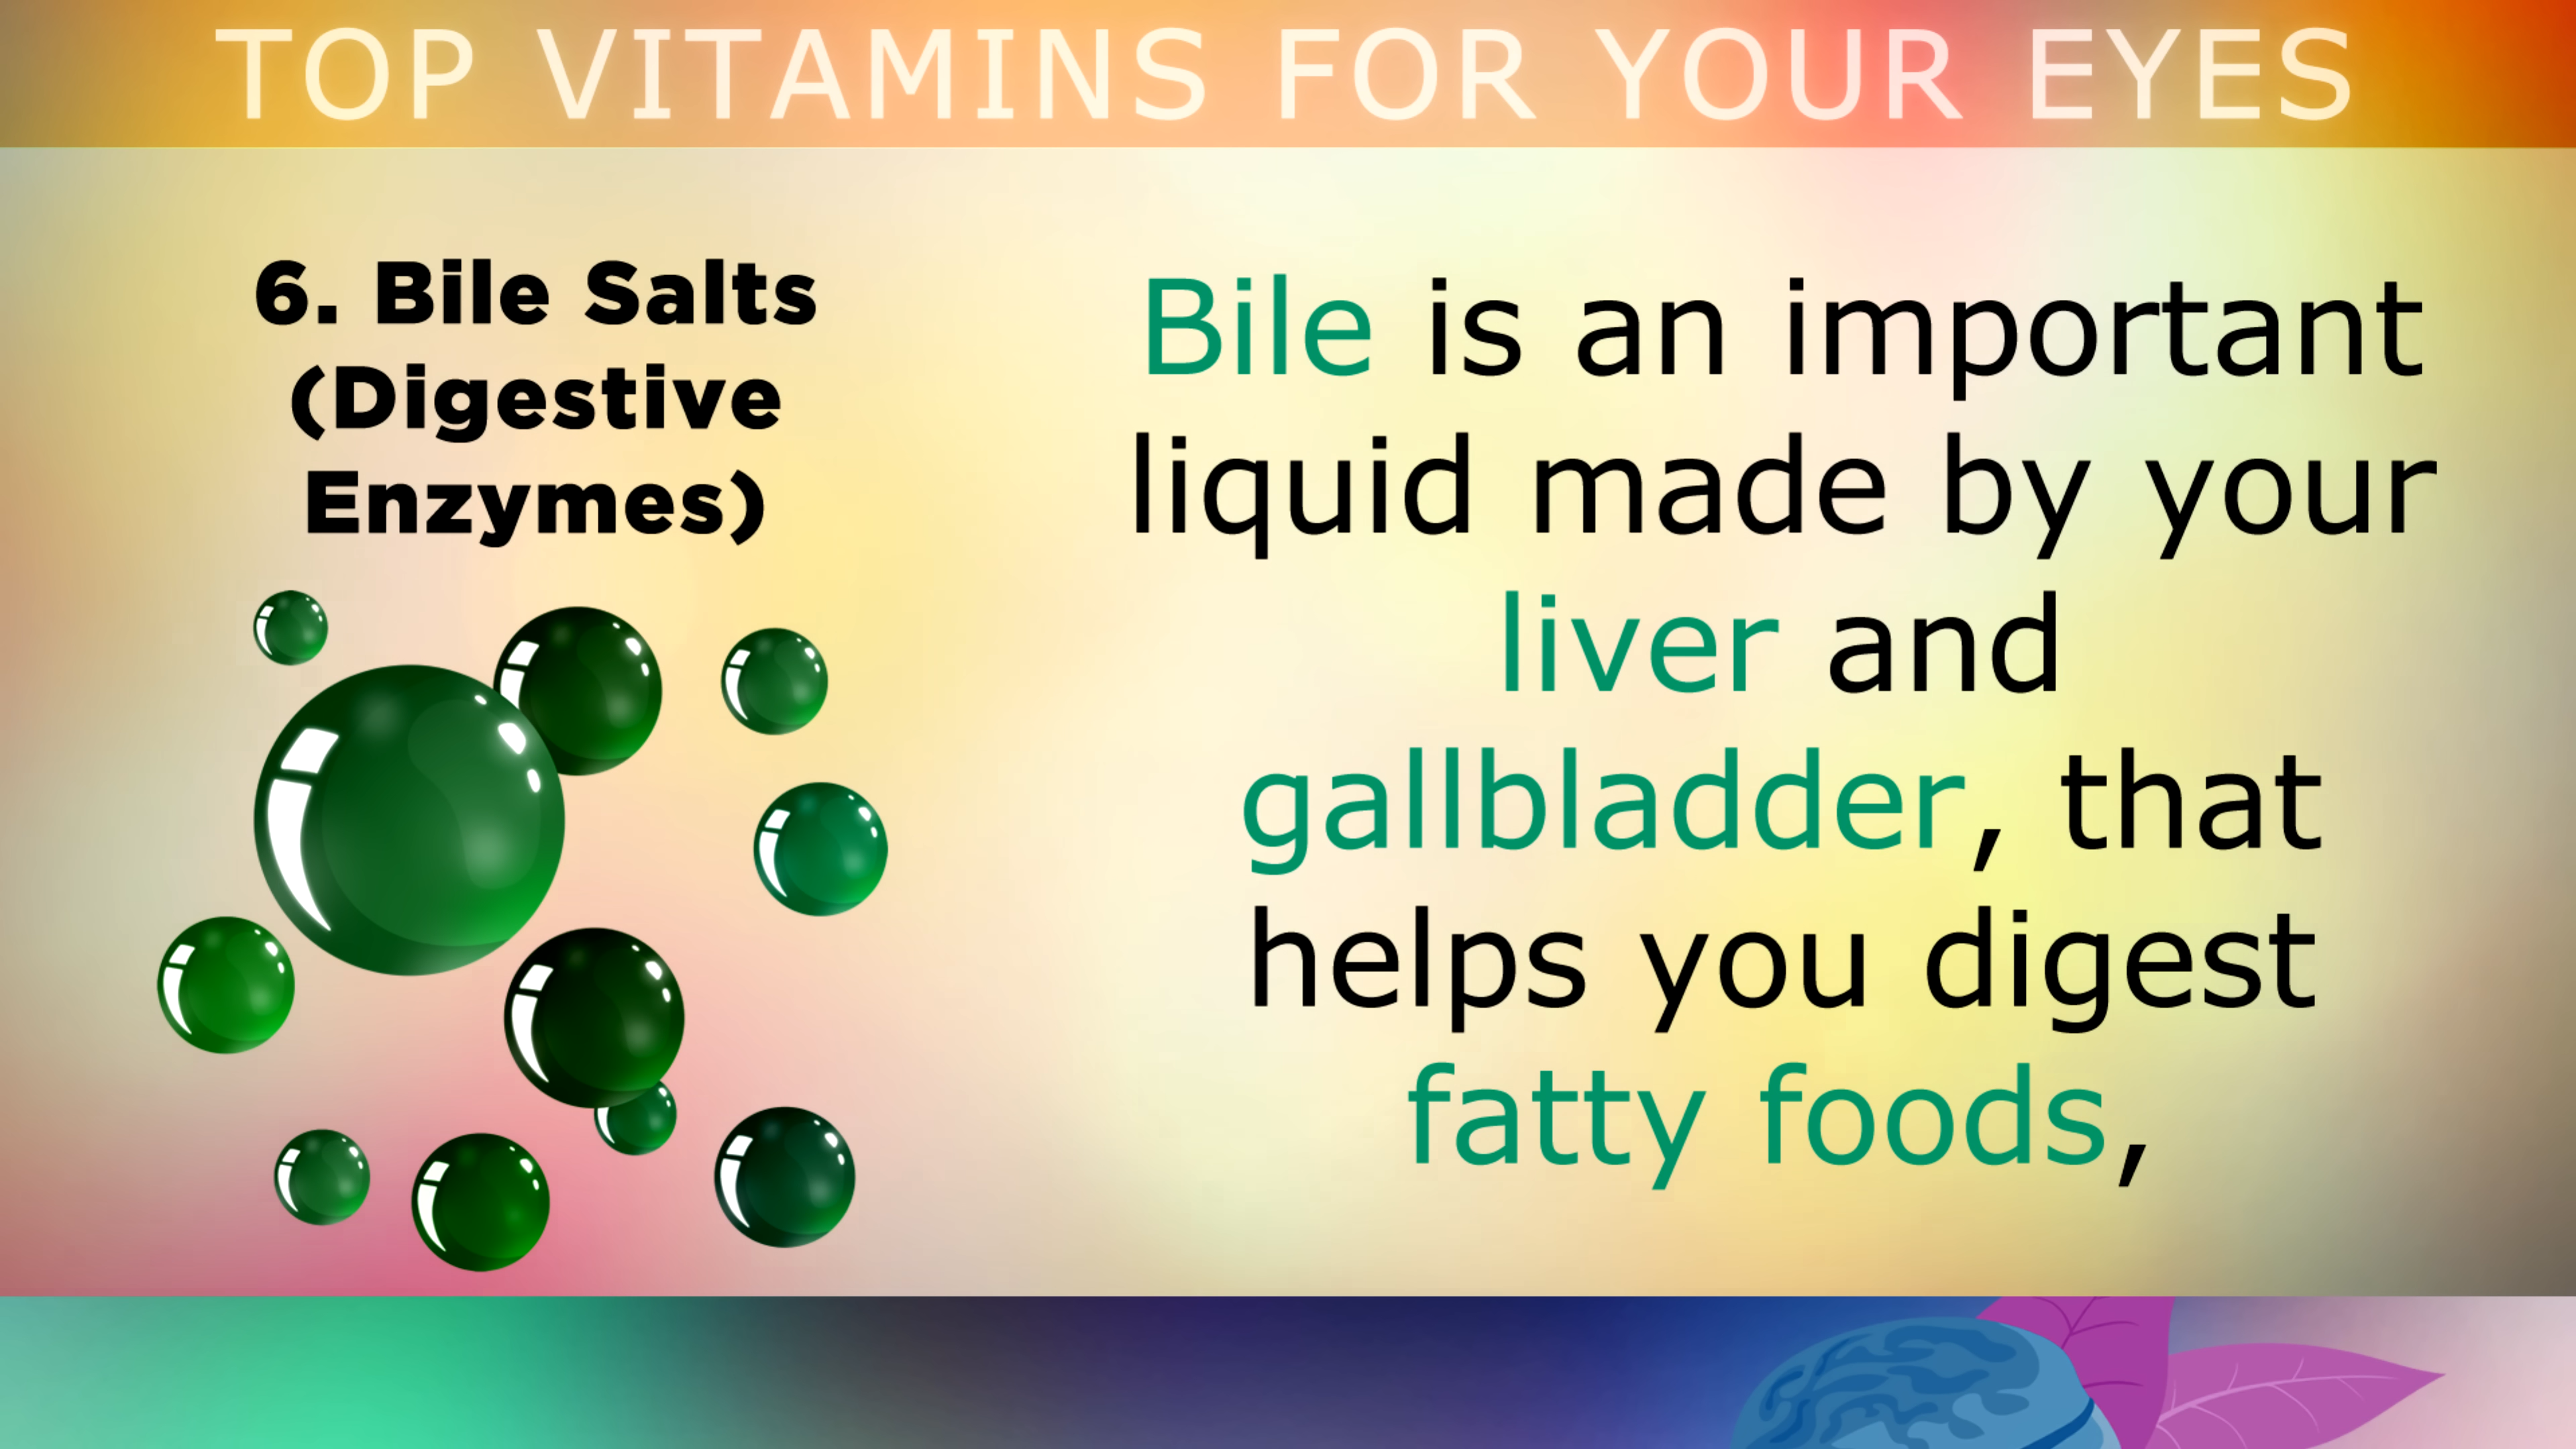 TOP VITAMINS FOR YOUR EYES
6. Bile Salts
(Digestive
Enzymes)
Bile is an important
liquid made by your
liver and
gallbladder, that
helps you digest
fatty foods,